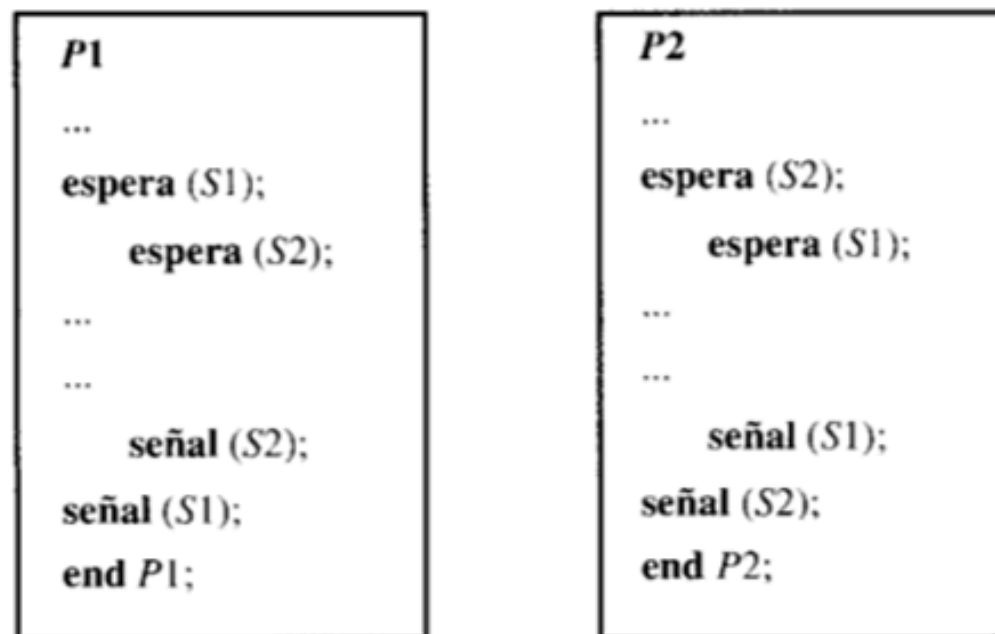 P1
...
espera (S1);
espera (S2);
...
...
señal (S2);
señal (S1);
end P1;
P2
...
espera (S2);
espera (S1);
...
...
señal (S1);
señal (S2);
end P2;